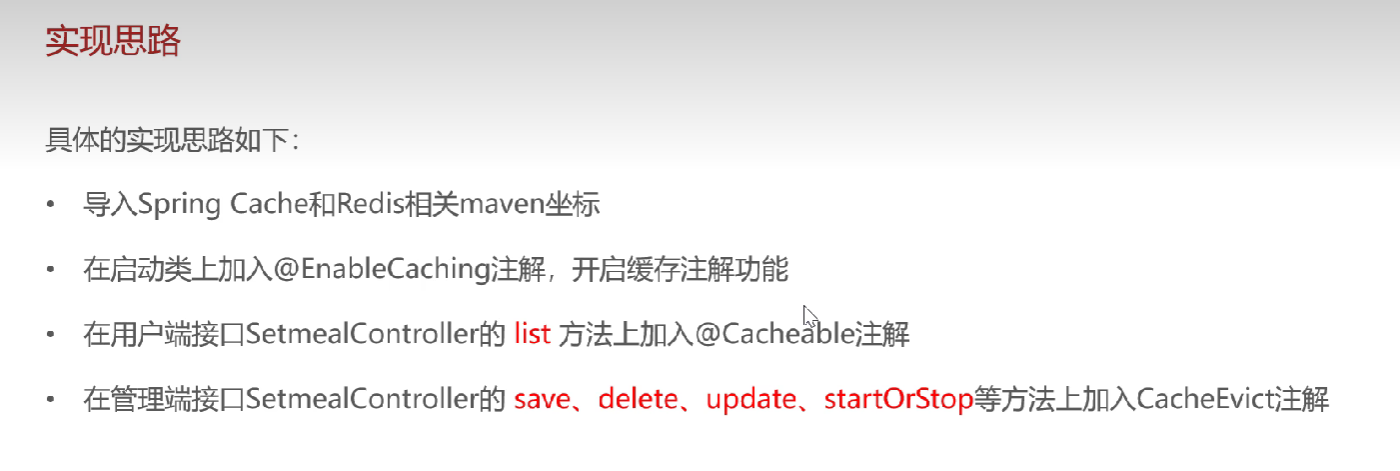 实现思路
具体的实现思路如下：
• 导入Spring Cache和Redis相关maven坐标
• 在启动类上加入@EnableCaching注解，开启缓存注解功能
• 在用户端接口SetmealController的 list 方法上加入@Cacheable注解
• 在管理端接口SetmealController的 save、delete、update、startOrStop等方法上加入CacheEvict注解